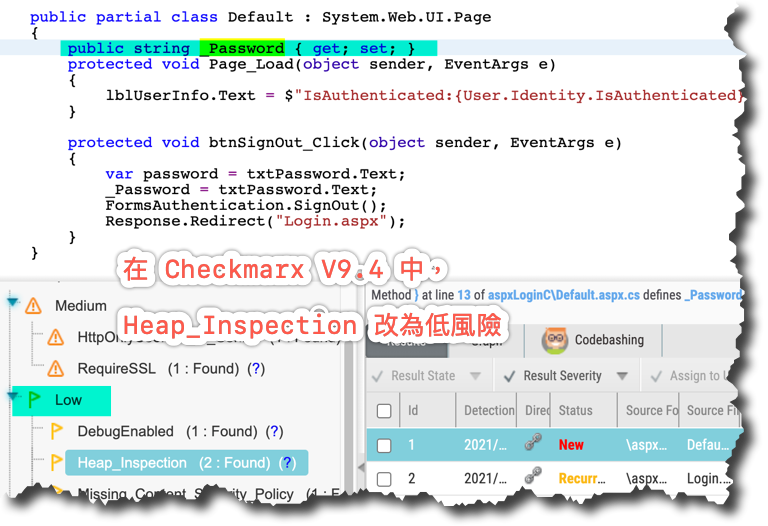 public partial class Default : System.Web.UI.Page
{
public string _Password { get; set; }
protected void Page_Load(object sender, EventArgs e)
{
lblUserInfo.Text = $"IsAuthenticated:{User.Identity.IsAuthenticated}
}
protected void btnSignOut_Click(object sender, EventArgs e)
{
var password = txtPassword.Text;
_Password = txtPassword.Text;
FormsAuthentication.SignOut();
Response.Redirect("Login.aspx");
}
}
在 Checkmarx V9.4 中，
Heap_Inspection 改為低風險
Medium
RequireSSL (1 : Found) (?)
Low
DebugEnabled (1 : Found) (?)
Heap_Inspection (2 : Found) (?)
Missing_Content_Security_Policy (1 : F
Method } at line 13 of aspxLoginC\Default.aspx.cs defines _Password
Codebashing
Result State Result Severity Assign to
Id Detection Direc Status Source Fo Source Fi
1 2021/... New \aspx... Defau...
2 2021/... Recurr... \aspx... Login...